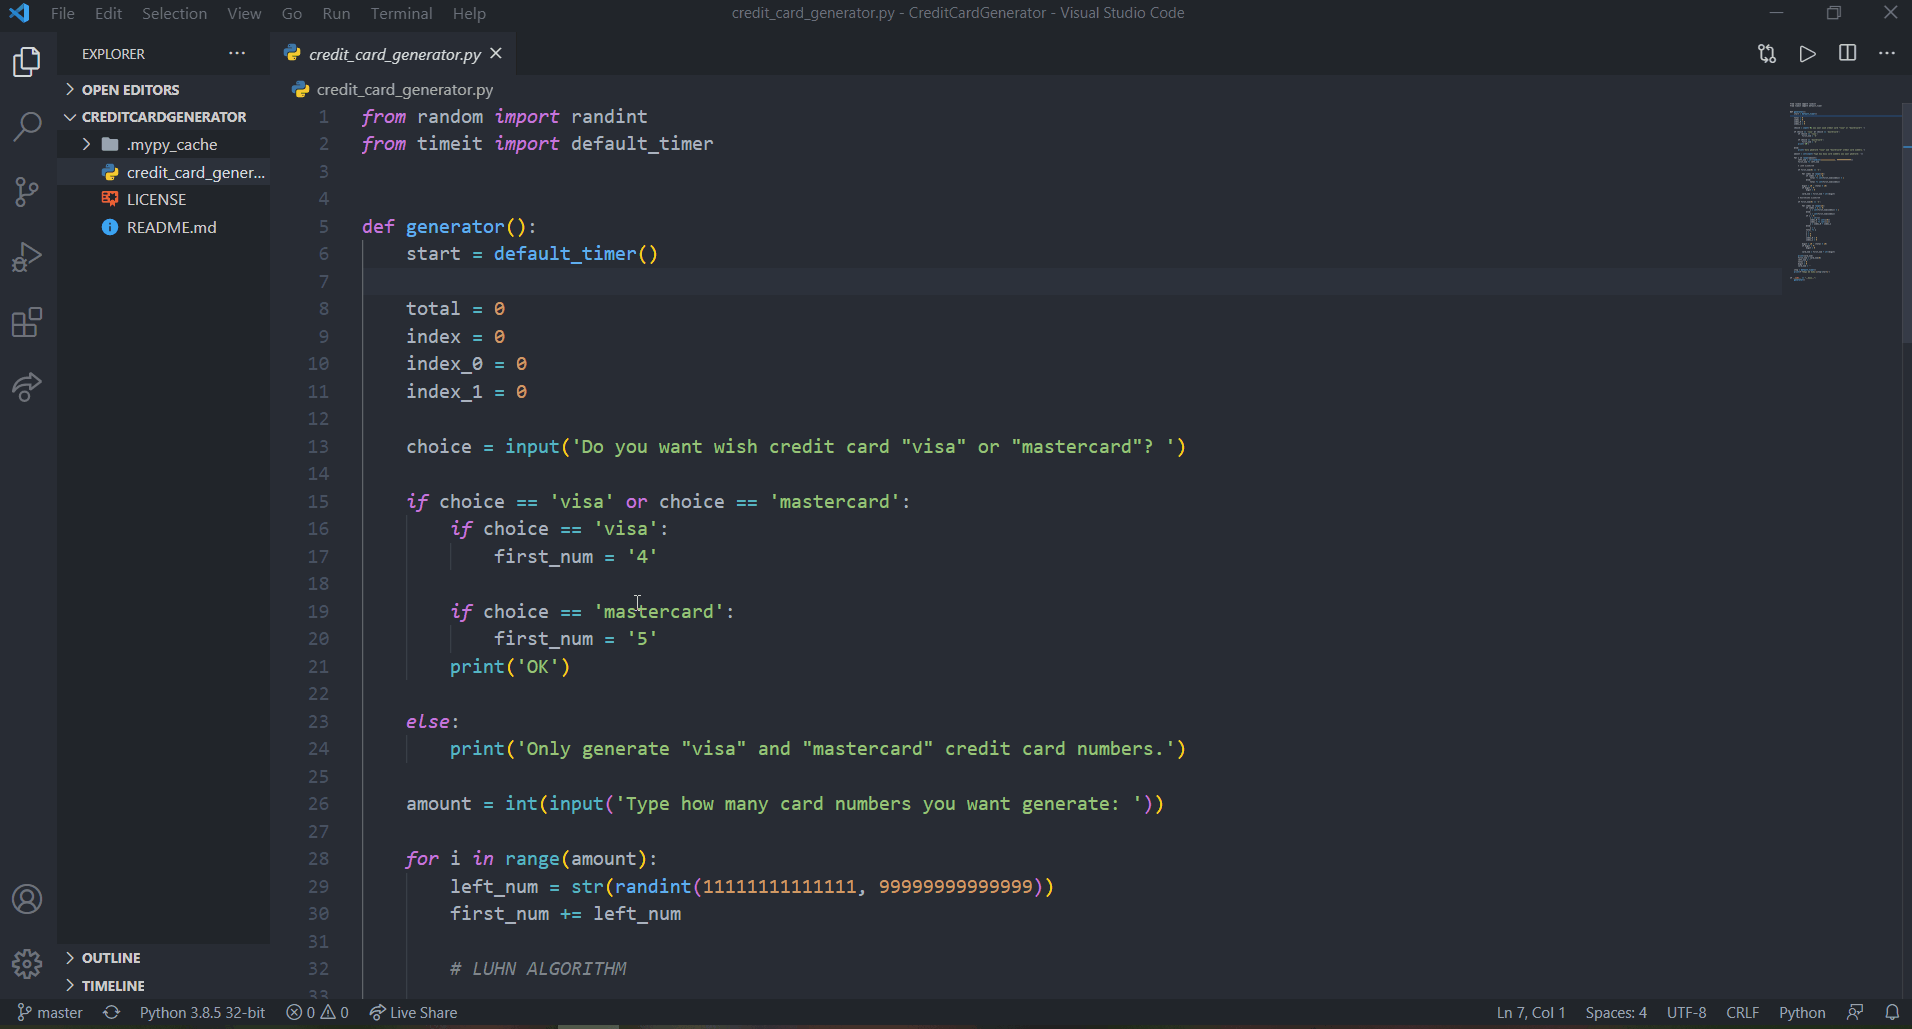 File Edit Selection View Go Run Terminal Help
credit_card_generator.py - CreditCardGenerator - Visual Studio Code
EXPLORER
OPEN EDITORS
CREDITCARDGENERATOR
.mypy_cache
credit_card_gener...
LICENSE
README.md
OUTLINE
TIMELINE
credit_card_generator.py
credit_card_generator.py
1 from random import randint
2 from timeit import default_timer
3
4
5 def generator():
6 start = default_timer()
7
8 total = 0
9 index = 0
10 index_0 = 0
11 index_1 = 0
12
13 choice = input('Do you want wish credit card "visa" or "mastercard"? ')
14
15 if choice == 'visa' or choice == 'mastercard':
16 if choice == 'visa':
17 first_num = '4'
18
19 if choice == 'mastercard':
20 first_num = '5'
21 print('OK')
22
23 else:
24 print('Only generate "visa" and "mastercard" credit card numbers.')
25
26 amount = int(input('Type how many card numbers you want generate: '))
27
28 for i in range(amount):
29 left_num = str(randint(11111111111111, 99999999999999))
30 first_num += left_num
31
32 # LUHN ALGORITHM
33
master Python 3.8.5 32-bit 0 0 Live Share Ln 7, Col 1 Spaces: 4 UTF-8 CRLF Python